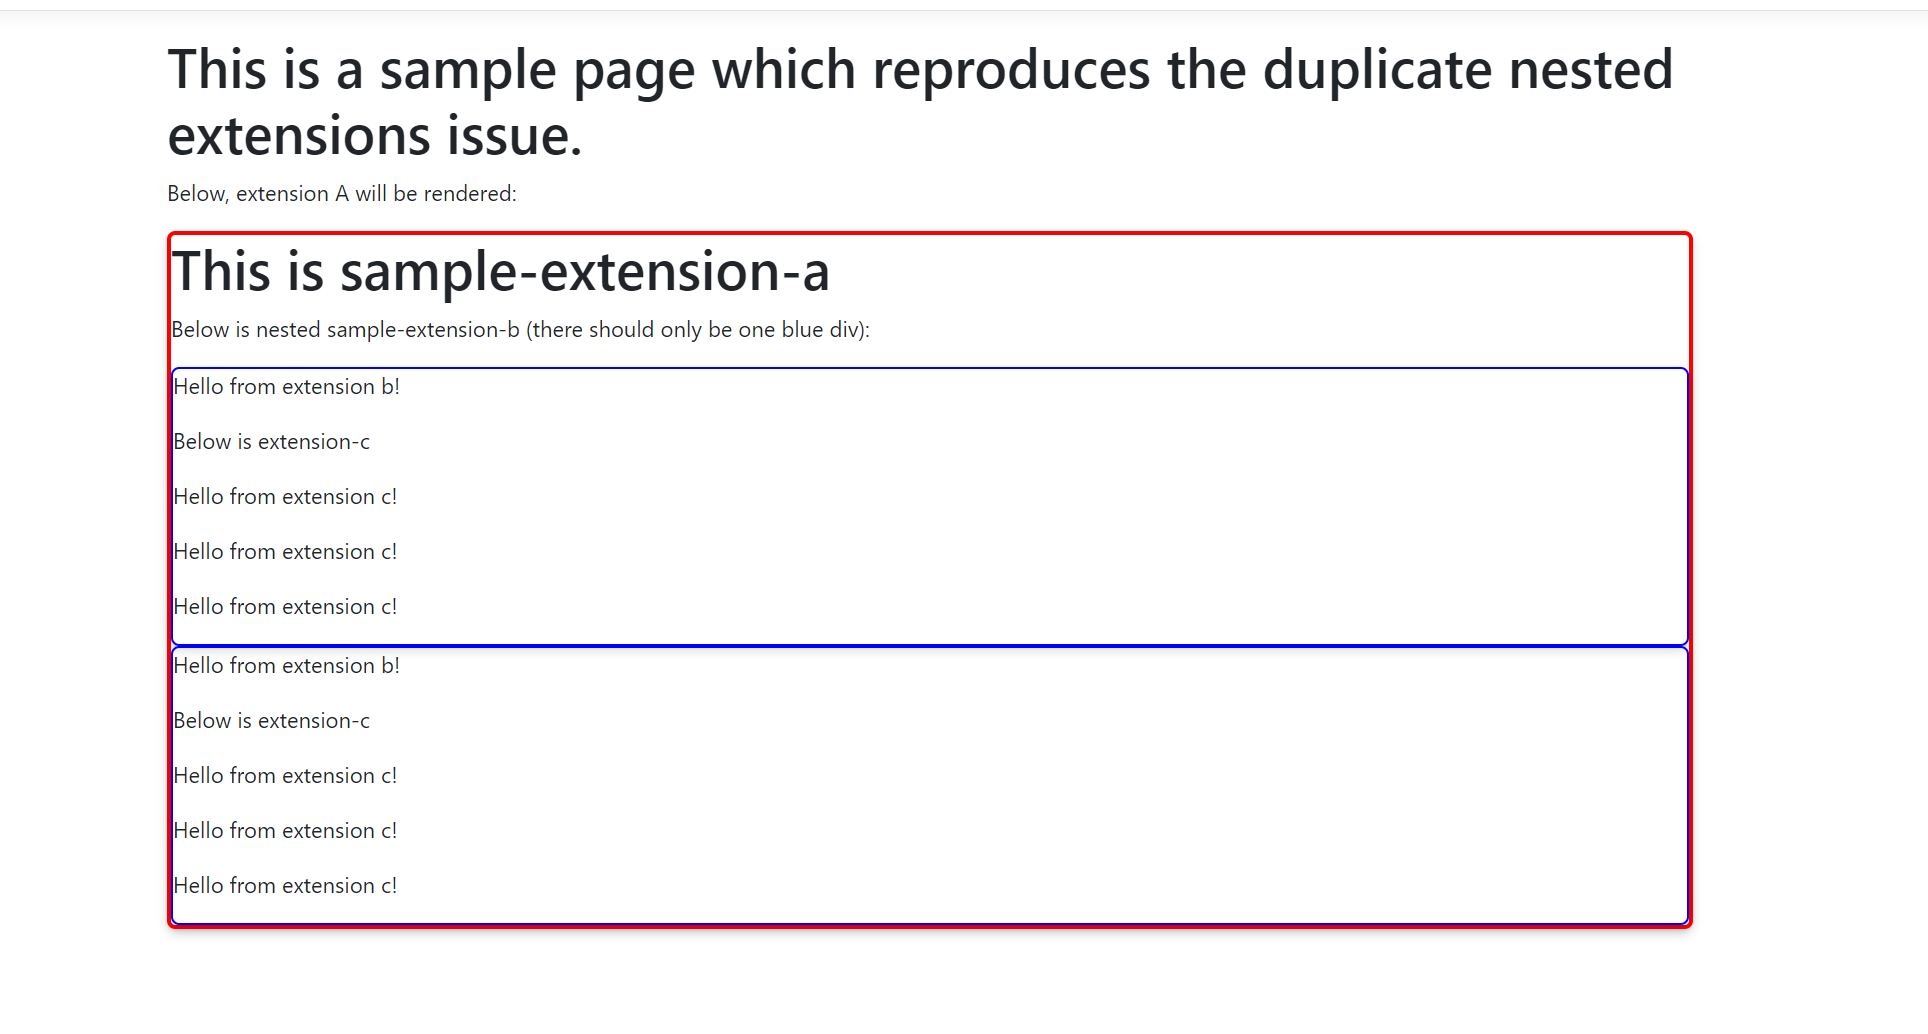 This is a sample page which reproduces the duplicate nested
extensions issue.
Below, extension A will be rendered:
This is sample-extension-a
Below is nested sample-extension-b (there should only be one blue div):
Hello from extension b!
Below is extension-c
Hello from extension c!
Hello from extension c!
Hello from extension c!
Hello from extension b!
Below is extension-c
Hello from extension c!
Hello from extension c!
Hello from extension c!